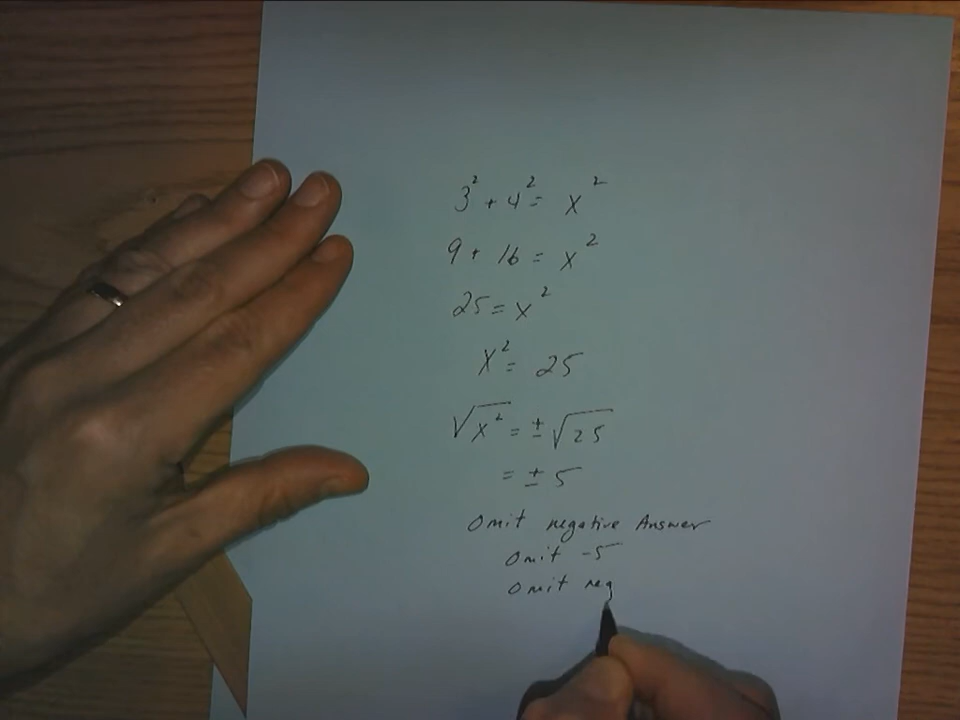 3² + 4² = x²
9 + 16 = x²
25 = x²
x² = 25
√x² = ± √25
= ± 5
Omit negative Answer
Omit -5
Omit neg